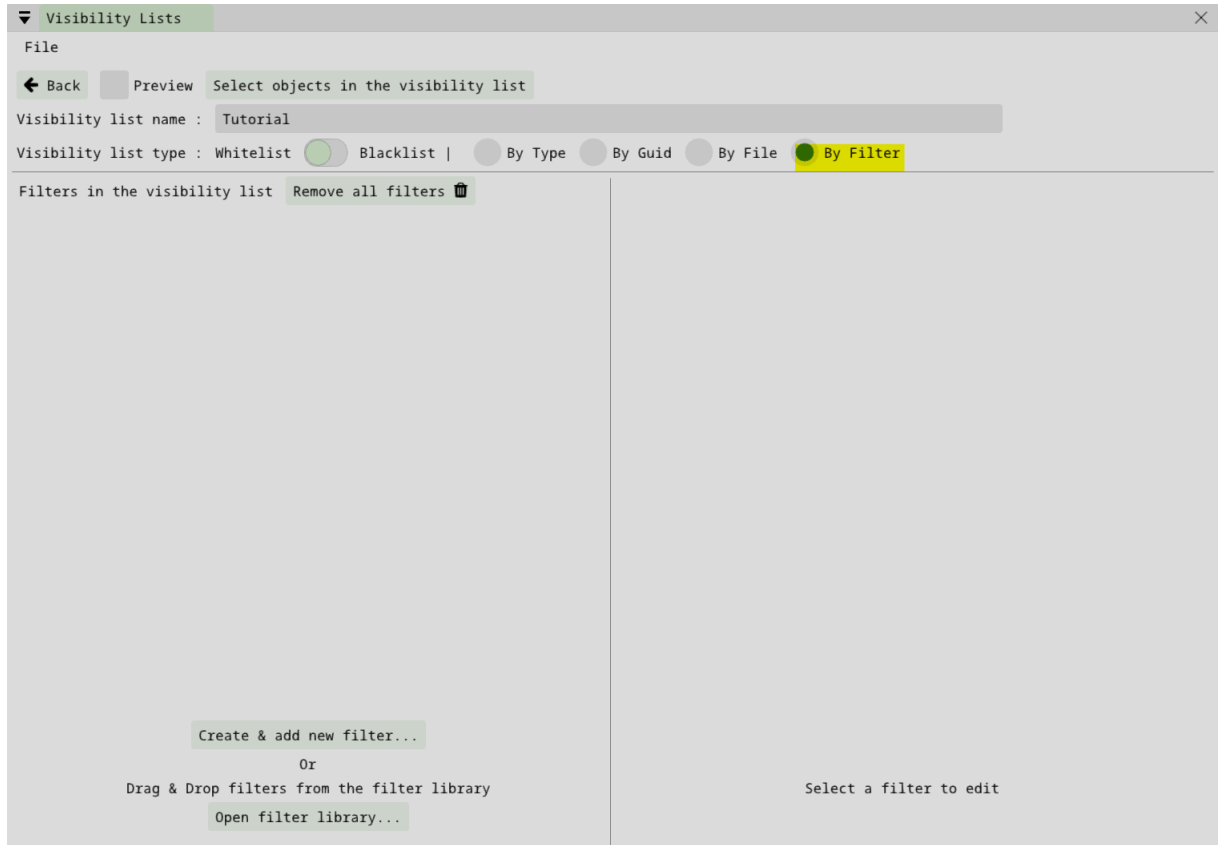 Visibility Lists
File
Back Preview Select objects in the visibility list
Visibility list name : Tutorial
Visibility list type : Whitelist Blacklist | By Type By Guid By File By Filter
Filters in the visibility list Remove all filters
Create & add new filter...
Or
Drag & Drop filters from the filter library
Open filter library...
Select a filter to edit